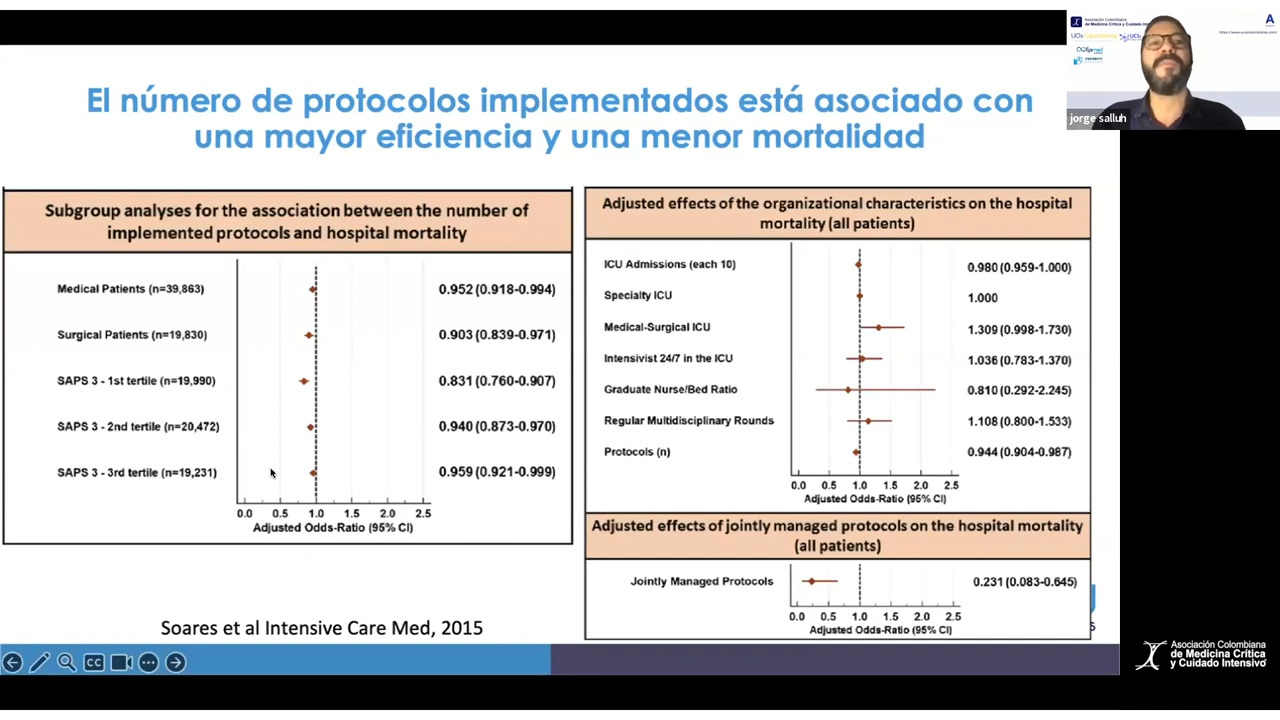 El número de protocolos implementados está asociado con
una mayor eficiencia y una menor mortalidad
Subgroup analyses for the association between the number of
implemented protocols and hospital mortality
Medical Patients (n=39,863) 0.952 (0.918-0.994)
Surgical Patients (n=19,830) 0.903 (0.839-0.971)
SAPS 3 - 1st tertile (n=19,990) 0.831 (0.760-0.907)
SAPS 3 - 2nd tertile (n=20,472) 0.940 (0.873-0.970)
SAPS 3 - 3rd tertile (n=19,231) 0.959 (0.921-0.999)
0.0 0.5 1.0 1.5 2.0 2.5
Adjusted Odds-Ratio (95% CI)
Adjusted effects of the organizational characteristics on the hospital
mortality (all patients)
ICU Admissions (each 10) 0.980 (0.959-1.000)
Specialty ICU 1.000
Medical-Surgical ICU 1.309 (0.998-1.730)
Intensivist 24/7 in the ICU 1.036 (0.783-1.370)
Graduate Nurse/Bed Ratio 0.810 (0.292-2.245)
Regular Multidisciplinary Rounds 1.108 (0.800-1.533)
Protocols (n) 0.944 (0.904-0.987)
0.0 0.5 1.0 1.5 2.0 2.5
Adjusted Odds-Ratio (95% CI)
Adjusted effects of jointly managed protocols on the hospital mortality
(all patients)
Jointly Managed Protocols 0.231 (0.083-0.645)
0.0 0.5 1.0 1.5 2.0 2.5
Adjusted Odds-Ratio (95% CI)
Soares et al Intensive Care Med, 2015
CC
Asociación Colombiana
de Medicina Crítica y Cuidado
A
jorge salluh
Asociación Colombiana
de Medicina Crítica
y Cuidado Intensivo